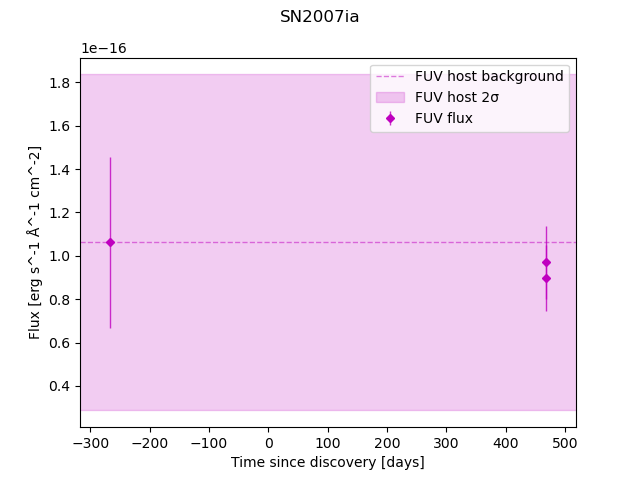 SN2007ia
1e−16
FUV host background
FUV host 2σ
FUV flux
1.8
1.6
1.4
1.2
1.0
0.8
0.6
0.4
Flux [erg s^-1 Å^-1 cm^-2]
−300
−200
−100
0
100
200
300
400
500
Time since discovery [days]